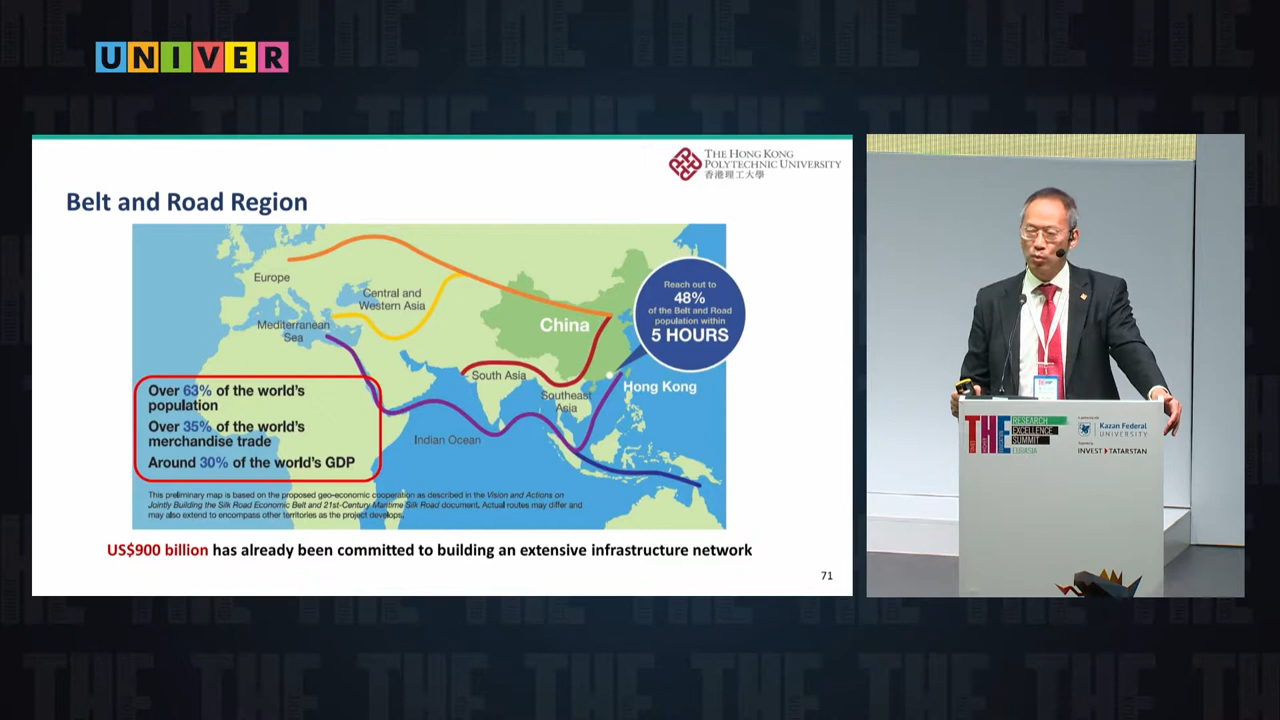 UNIVER
THE HONG KONG
POLYTECHNIC UNIVERSITY
香港理工大學
Belt and Road Region
Europe
Central and
Western Asia
Mediterranean
Sea
China
South Asia
Southeast
Asia
Indian Ocean
Hong Kong
Reach out to
48%
of the Belt and Road
population within
5 HOURS
Over 63% of the world's
population
Over 35% of the world's
merchandise trade
Around 30% of the world's GDP
This preliminary map is based on the proposed geo-economic cooperation as described in the Vision and Actions on
Jointly Building the Silk Road Economic Belt and 21st-Century Maritime Silk Road document. Actual routes may differ and
may also extend to encompass other territories as the project develops.
US$900 billion has already been committed to building an extensive infrastructure network
71
THE
RESEARCH
EXCELLENCE
SUMMIT
EURASIA
Kazan Federal
UNIVERSITY
INVEST TATARSTAN